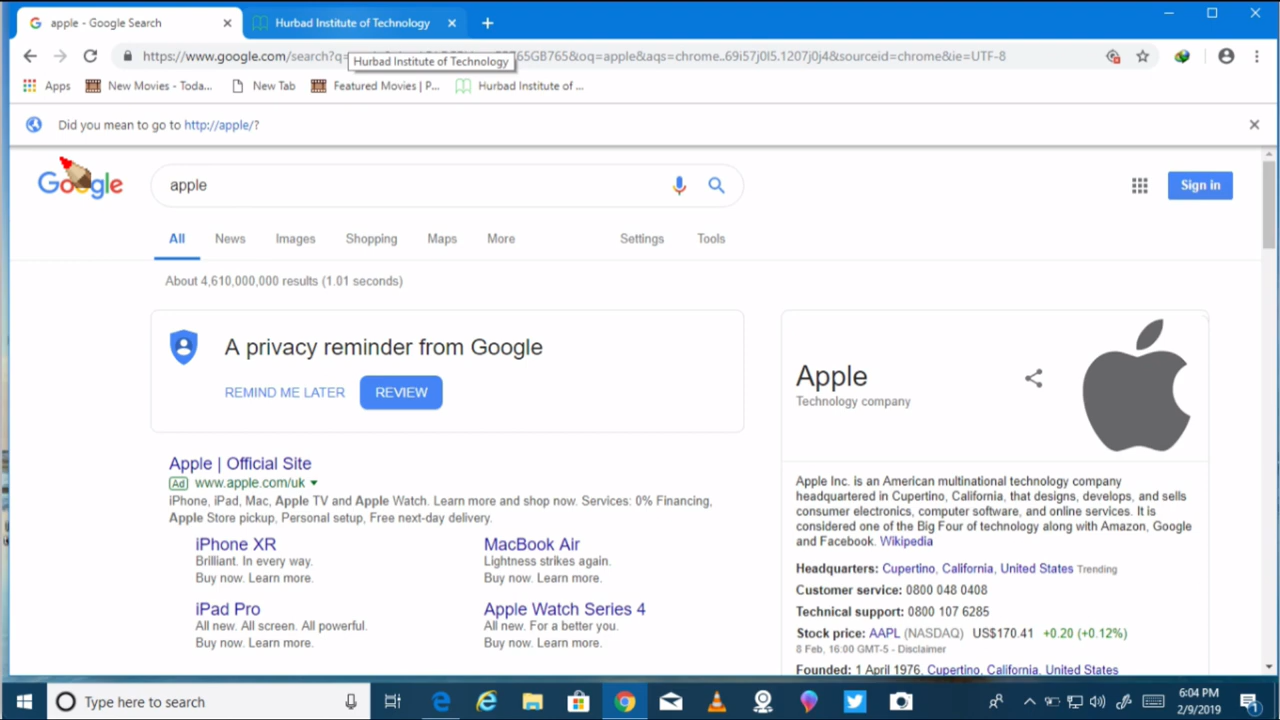 apple - Google Search
Hurbad Institute of Technology
https://www.google.com/search?q= 65GB765&oq=apple&aqs=chrome..69i57j0l5.1207j0j4&sourceid=chrome&ie=UTF-8
Hurbad Institute of Technology
Apps
New Movies - Toda...
New Tab
Featured Movies | P...
Hurbad Institute of ...
Did you mean to go to http://apple/?
Google
apple
Sign in
All News Images Shopping Maps More Settings Tools
About 4,610,000,000 results (1.01 seconds)
A privacy reminder from Google
REMIND ME LATER REVIEW
Apple | Official Site
Ad www.apple.com/uk
iPhone, iPad, Mac, Apple TV and Apple Watch. Learn more and shop now. Services: 0% Financing,
Apple Store pickup, Personal setup, Free next-day delivery.
iPhone XR
Brilliant. In every way.
Buy now. Learn more.
MacBook Air
Lightness strikes again.
Buy now. Learn more.
iPad Pro
All new. All screen. All powerful.
Buy now. Learn more.
Apple Watch Series 4
All new. For a better you.
Buy now. Learn more.
Apple
Technology company
Apple Inc. is an American multinational technology company
headquartered in Cupertino, California, that designs, develops, and sells
consumer electronics, computer software, and online services. It is
considered one of the Big Four of technology along with Amazon, Google
and Facebook. Wikipedia
Headquarters: Cupertino, California, United States Trending
Customer service: 0800 048 0408
Technical support: 0800 107 6285
Stock price: AAPL (NASDAQ) US$170.41 +0.20 (+0.12%)
8 Feb, 16:00 GMT-5 - Disclaimer
Founded: 1 April 1976, Cupertino, California, United States
Type here to search
6:04 PM
2/9/2019
1